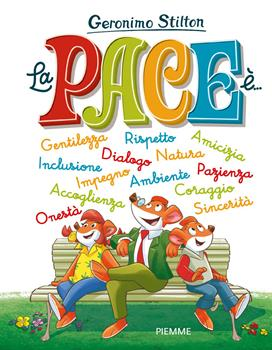 Geronimo Stilton
La PACE è...
Gentilezza Rispetto Amicizia
Dialogo Natura
Inclusione Pazienza
Impegno Ambiente
Accoglienza Coraggio
Onestà Sincerità
PIEMME